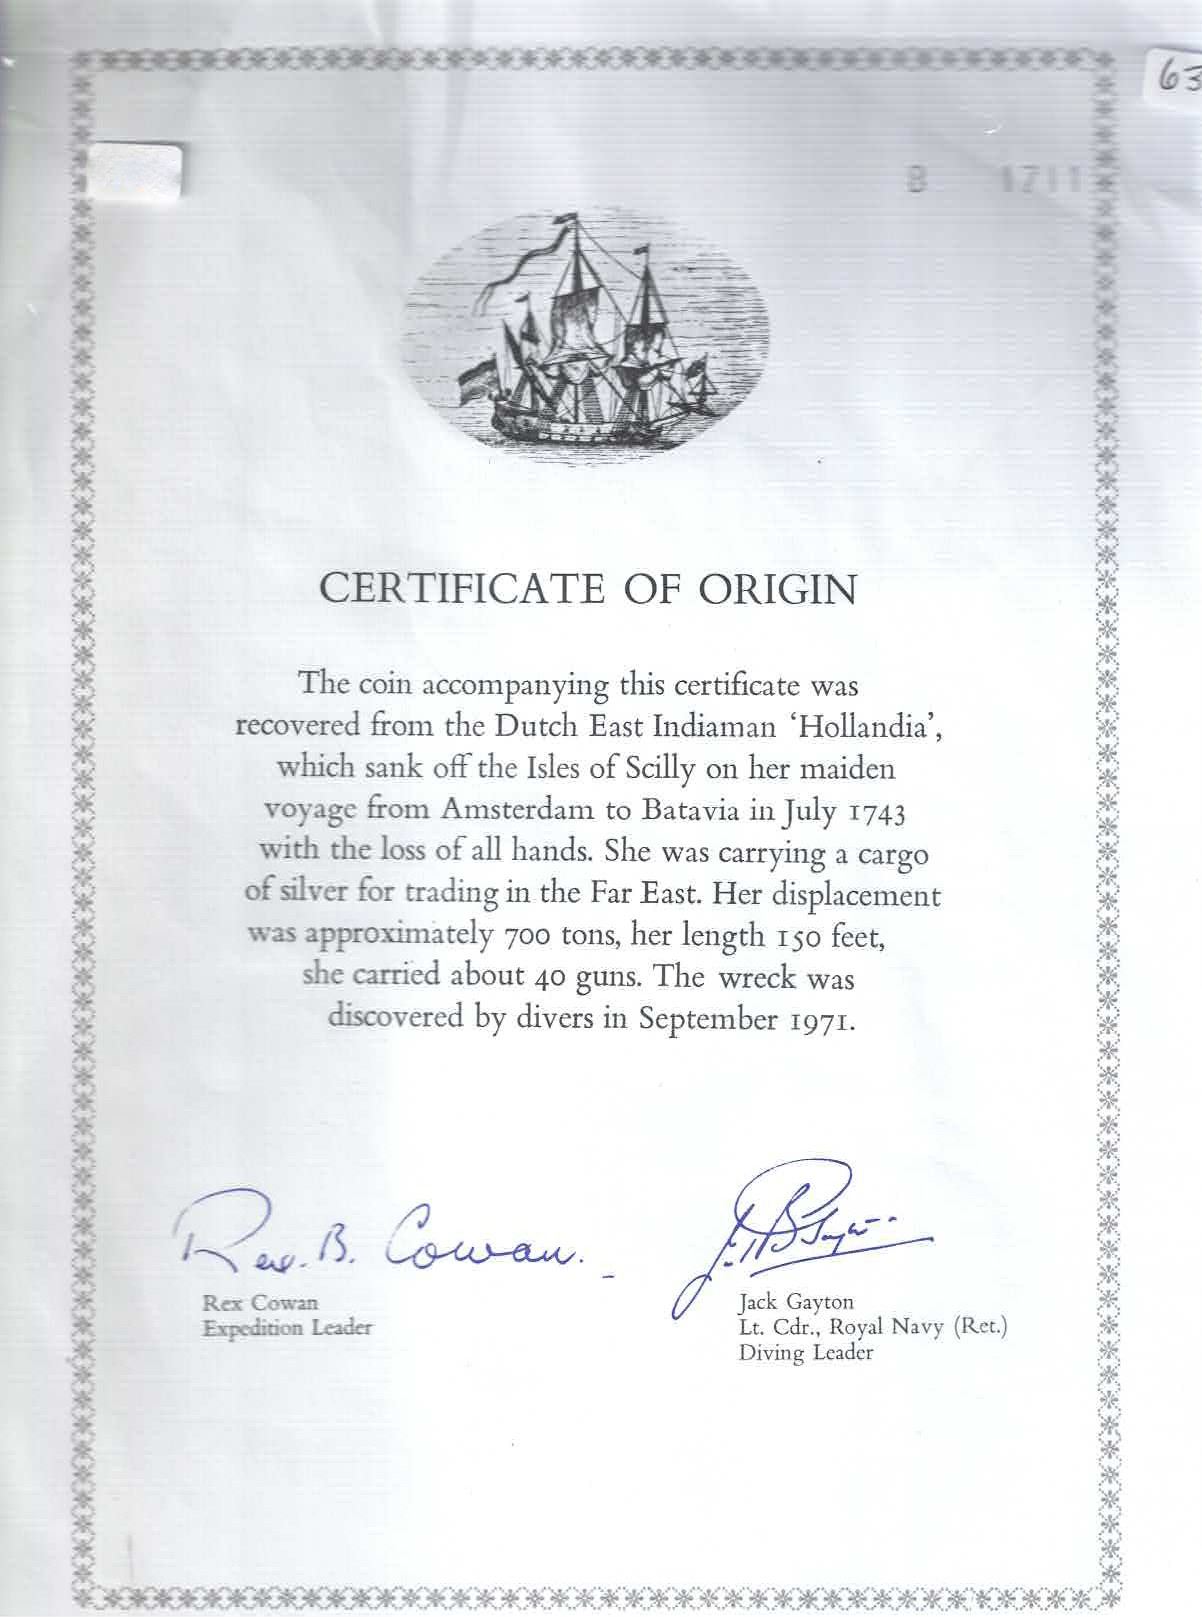 63
B 1711
CERTIFICATE OF ORIGIN
The coin accompanying this certificate was
recovered from the Dutch East Indiaman ‘Hollandia’,
which sank off the Isles of Scilly on her maiden
voyage from Amsterdam to Batavia in July 1743
with the loss of all hands. She was carrying a cargo
of silver for trading in the Far East. Her displacement
was approximately 700 tons, her length 150 feet,
she carried about 40 guns. The wreck was
discovered by divers in September 1971.
Rex. B. Cowan.
Rex Cowan
Expedition Leader
Jack Gayton
Lt. Cdr., Royal Navy (Ret.)
Diving Leader